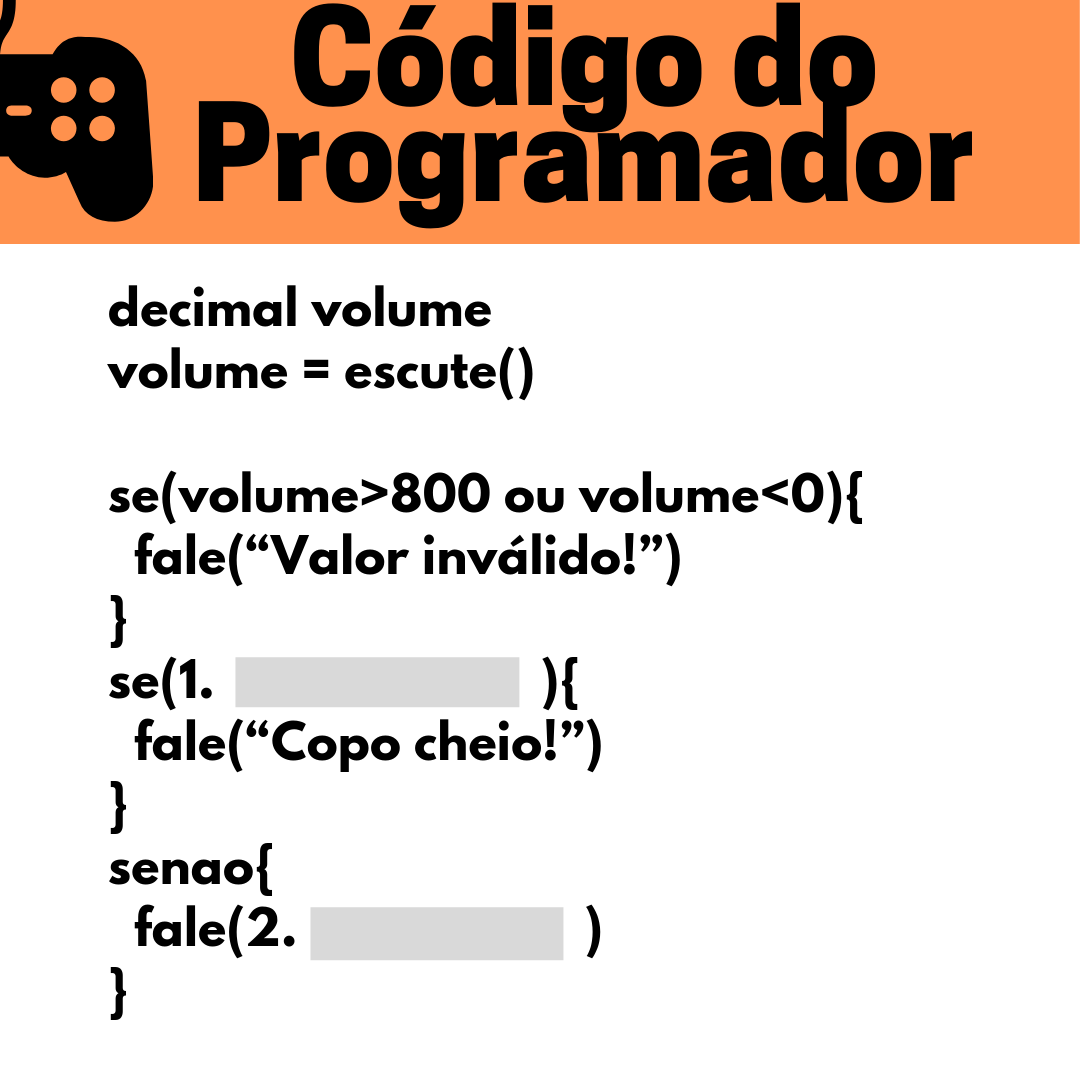 Código do
Programador
decimal volume
volume = escute()
se(volume>800 ou volume<0){
fale(“Valor inválido!”)
}
se(1. ){
fale(“Copo cheio!”)
}
senao{
fale(2. )
}